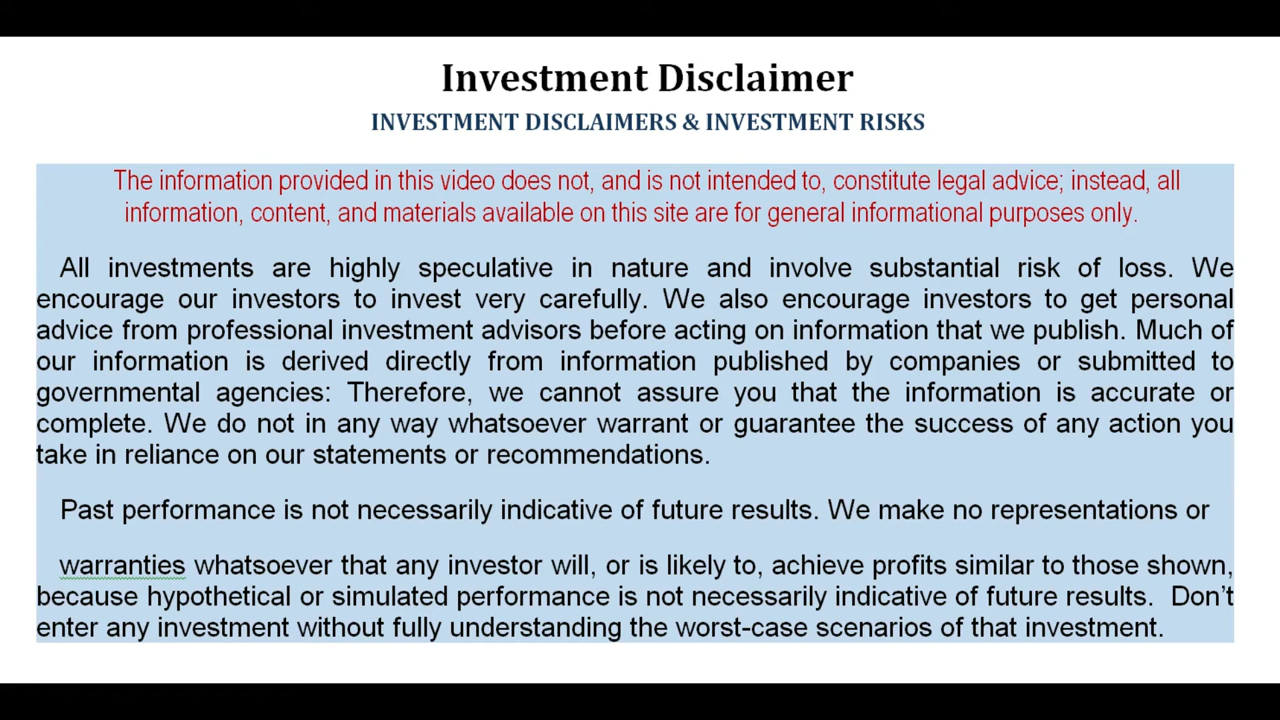 Investment Disclaimer
INVESTMENT DISCLAIMERS & INVESTMENT RISKS
The information provided in this video does not, and is not intended to, constitute legal advice; instead, all
information, content, and materials available on this site are for general informational purposes only.
All investments are highly speculative in nature and involve substantial risk of loss. We
encourage our investors to invest very carefully. We also encourage investors to get personal
advice from professional investment advisors before acting on information that we publish. Much of
our information is derived directly from information published by companies or submitted to
governmental agencies: Therefore, we cannot assure you that the information is accurate or
complete. We do not in any way whatsoever warrant or guarantee the success of any action you
take in reliance on our statements or recommendations.
Past performance is not necessarily indicative of future results. We make no representations or
warranties whatsoever that any investor will, or is likely to, achieve profits similar to those shown,
because hypothetical or simulated performance is not necessarily indicative of future results. Don’t
enter any investment without fully understanding the worst-case scenarios of that investment.